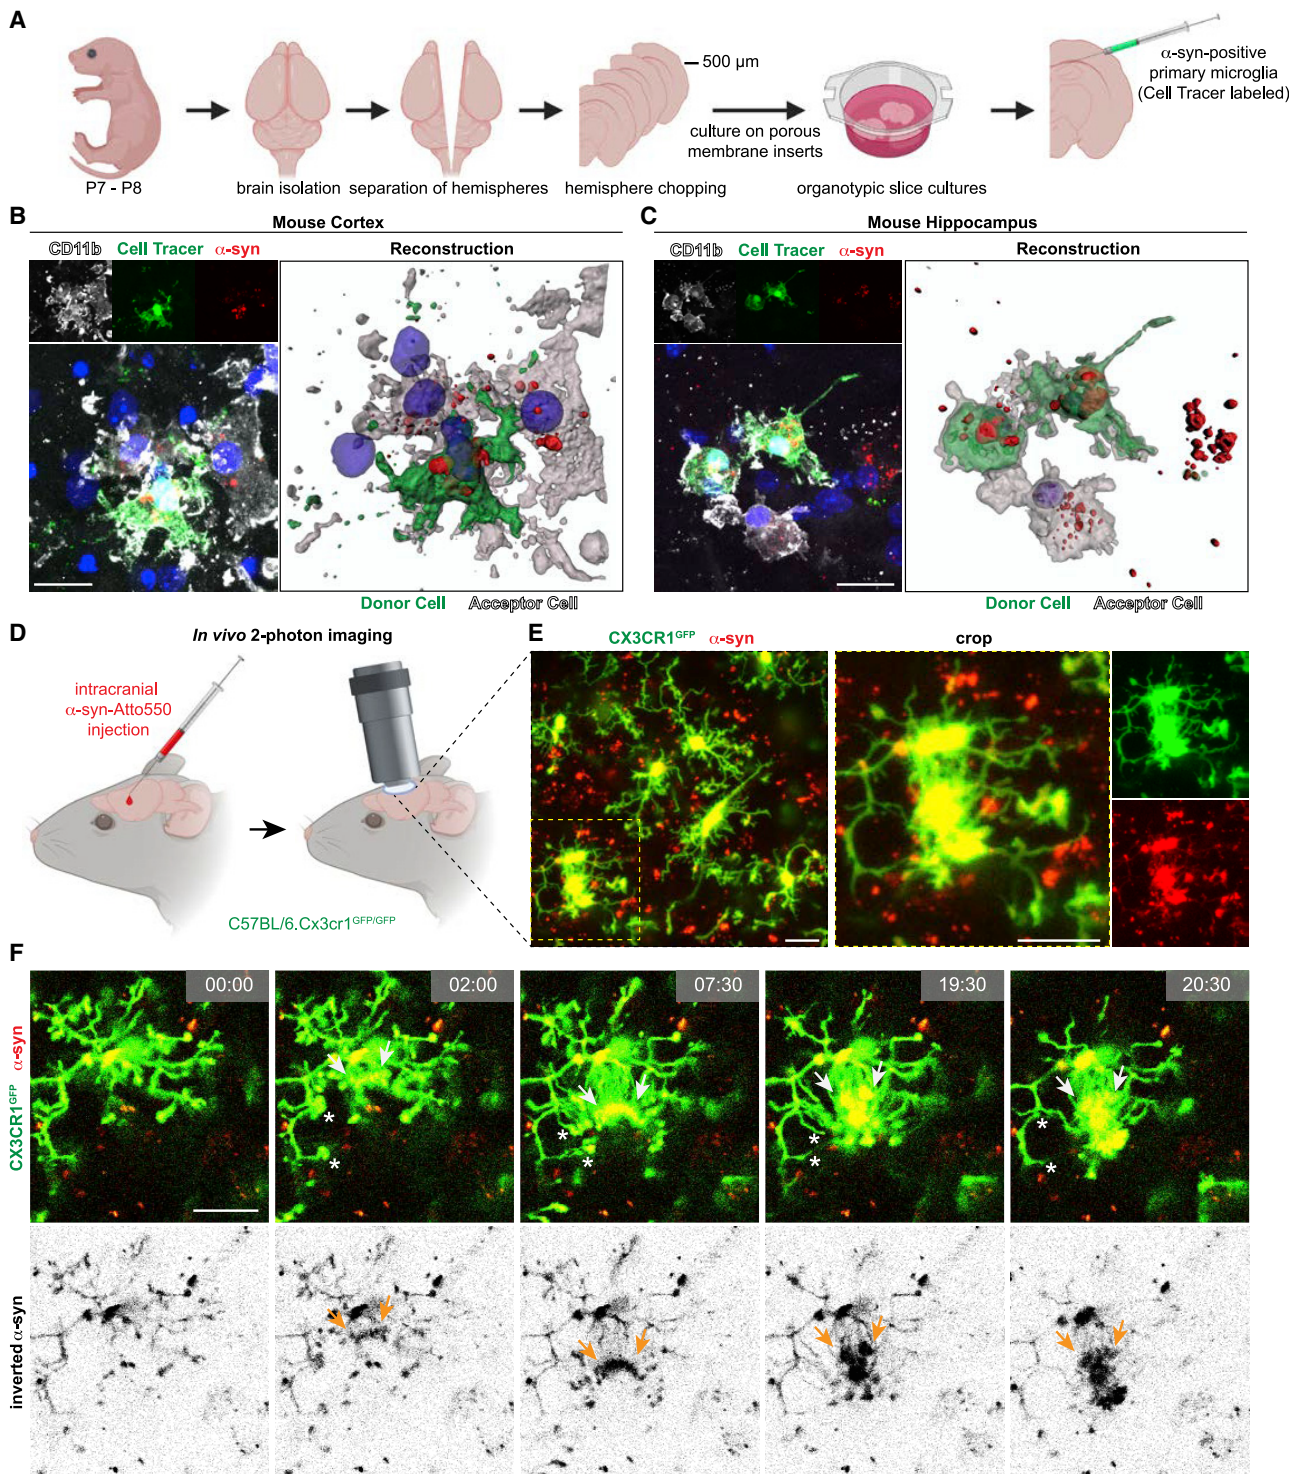 A
P7 - P8
brain isolation
separation of hemispheres
hemisphere chopping
500 µm
culture on porous
membrane inserts
organotypic slice cultures
α-syn-positive
primary microglia
(Cell Tracer labeled)
B
Mouse Cortex
CD11b Cell Tracer α-syn
Reconstruction
Donor Cell Acceptor Cell
C
Mouse Hippocampus
CD11b Cell Tracer α-syn
Reconstruction
Donor Cell Acceptor Cell
D
In vivo 2-photon imaging
intracranial
α-syn-Atto550
injection
C57BL/6.Cx3cr1GFP/GFP
E
CX3CR1GFP α-syn
crop
F
CX3CR1GFP α-syn
00:00
02:00
07:30
19:30
20:30
* *
* *
* *
* *
inverted α-syn